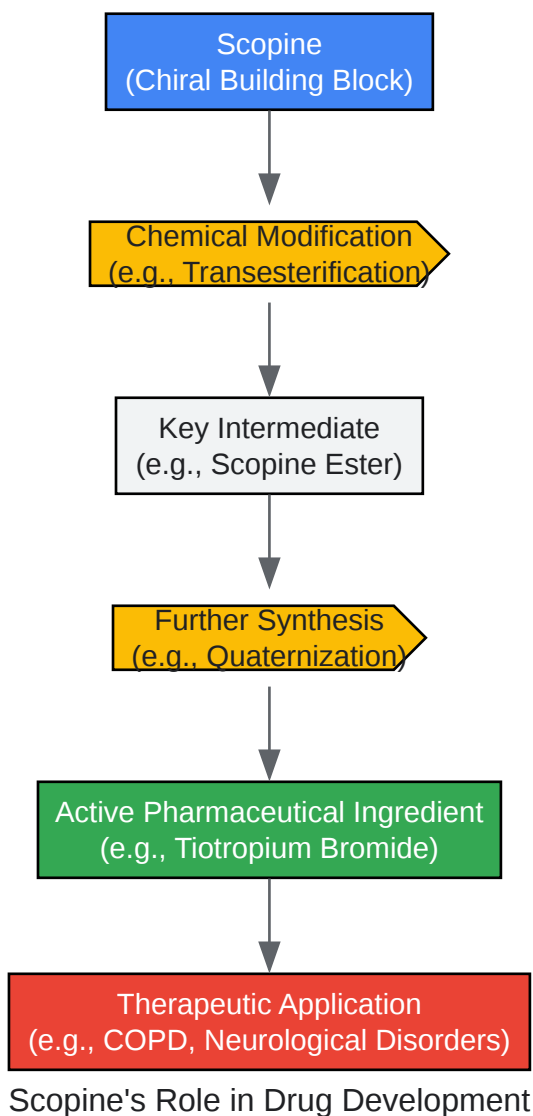 Scopine
(Chiral Building Block)
Chemical Modification
(e.g., Transesterification)
Key Intermediate
(e.g., Scopine Ester)
Further Synthesis
(e.g., Quaternization)
Active Pharmaceutical Ingredient
(e.g., Tiotropium Bromide)
Therapeutic Application
(e.g., COPD, Neurological Disorders)
Scopine's Role in Drug Development